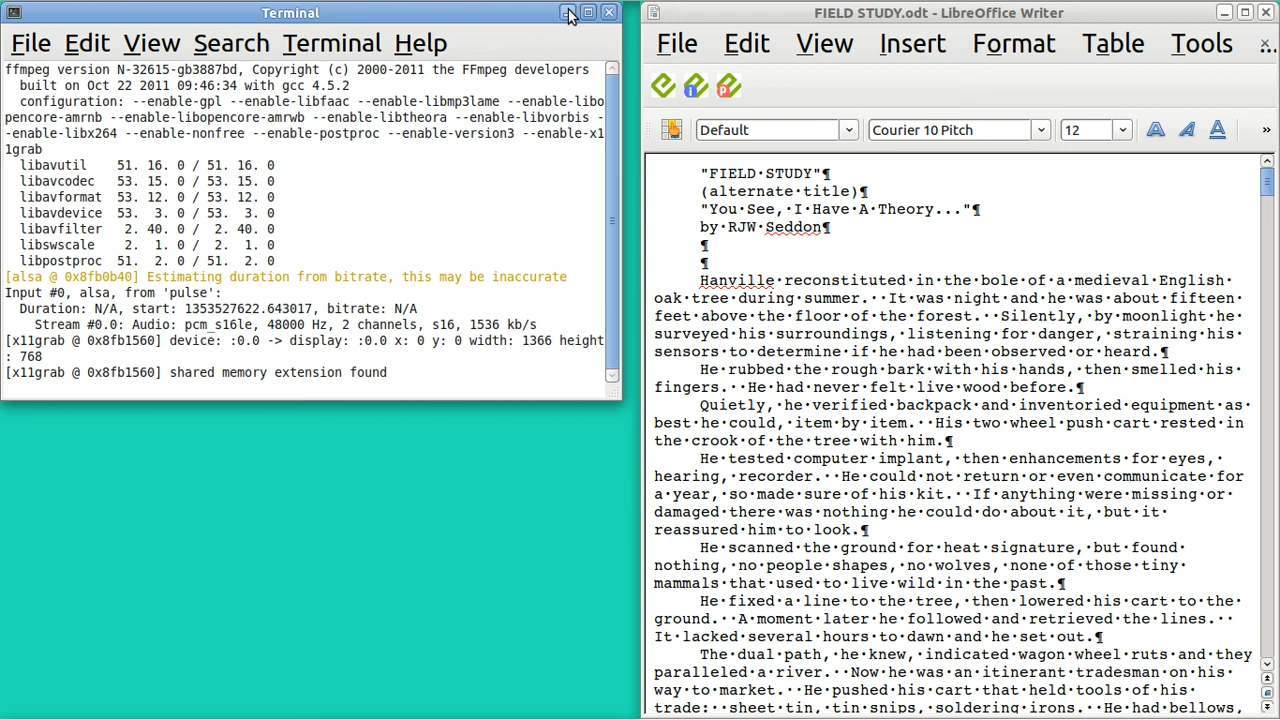 Terminal
File Edit View Search Terminal Help
ffmpeg version N-32615-gb3887bd, Copyright (c) 2000-2011 the FFmpeg developers
  built on Oct 22 2011 09:46:34 with gcc 4.5.2
  configuration: --enable-gpl --enable-libfaac --enable-libmp3lame --enable-libo
pencore-amrnb --enable-libopencore-amrwb --enable-libtheora --enable-libvorbis -
-enable-libx264 --enable-nonfree --enable-postproc --enable-version3 --enable-x1
1grab
  libavutil    51. 16. 0 / 51. 16. 0
  libavcodec   53. 15. 0 / 53. 15. 0
  libavformat  53. 12. 0 / 53. 12. 0
  libavdevice  53.  3. 0 / 53.  3. 0
  libavfilter   2. 40. 0 /  2. 40. 0
  libswscale    2.  1. 0 /  2.  1. 0
  libpostproc  51.  2. 0 / 51.  2. 0
[alsa @ 0x8fb0b40] Estimating duration from bitrate, this may be inaccurate
Input #0, alsa, from 'pulse':
  Duration: N/A, start: 1353527622.643017, bitrate: N/A
    Stream #0.0: Audio: pcm_s16le, 48000 Hz, 2 channels, s16, 1536 kb/s
[x11grab @ 0x8fb1560] device: :0.0 -> display: :0.0 x: 0 y: 0 width: 1366 height
: 768
[x11grab @ 0x8fb1560] shared memory extension found
FIELD STUDY.odt - LibreOffice Writer
File Edit View Insert Format Table Tools
Default Courier 10 Pitch 12 A A A »
"FIELD·STUDY"¶
(alternate·title)¶
"You·See,·I·Have·A·Theory..."¶
by·RJW·Seddon¶
¶
¶
Hanville·reconstituted·in·the·bole·of·a·medieval·English·
oak·tree·during·summer.··It·was·night·and·he·was·about·fifteen·
feet·above·the·floor·of·the·forest.··Silently,·by·moonlight·he·
surveyed·his·surroundings,·listening·for·danger,·straining·his·
sensors·to·determine·if·he·had·been·observed·or·heard.¶
He·rubbed·the·rough·bark·with·his·hands,·then·smelled·his·
fingers.··He·had·never·felt·live·wood·before.¶
Quietly,·he·verified·backpack·and·inventoried·equipment·as·
best·he·could,·item·by·item.··His·two·wheel·push·cart·rested·in·
the·crook·of·the·tree·with·him.¶
He·tested·computer·implant,·then·enhancements·for·eyes,·
hearing,·recorder.··He·could·not·return·or·even·communicate·for·
a·year,·so·made·sure·of·his·kit.··If·anything·were·missing·or·
damaged·there·was·nothing·he·could·do·about·it,·but·it·
reassured·him·to·look.¶
He·scanned·the·ground·for·heat·signature,·but·found·
nothing,·no·people·shapes,·no·wolves,·none·of·those·tiny·
mammals·that·used·to·live·wild·in·the·past.¶
He·fixed·a·line·to·the·tree,·then·lowered·his·cart·to·the·
ground.··A·moment·later·he·followed·and·retrieved·the·lines.··
It·lacked·several·hours·to·dawn·and·he·set·out.¶
The·dual·path,·he·knew,·indicated·wagon·wheel·ruts·and·they
paralleled·a·river.··Now·he·was·an·itinerant·tradesman·on·his·
way·to·market.··He·pushed·his·cart·that·held·tools·of·his·
trade:··sheet·tin,·tin·snips,·soldering·irons.··He·had·bellows,